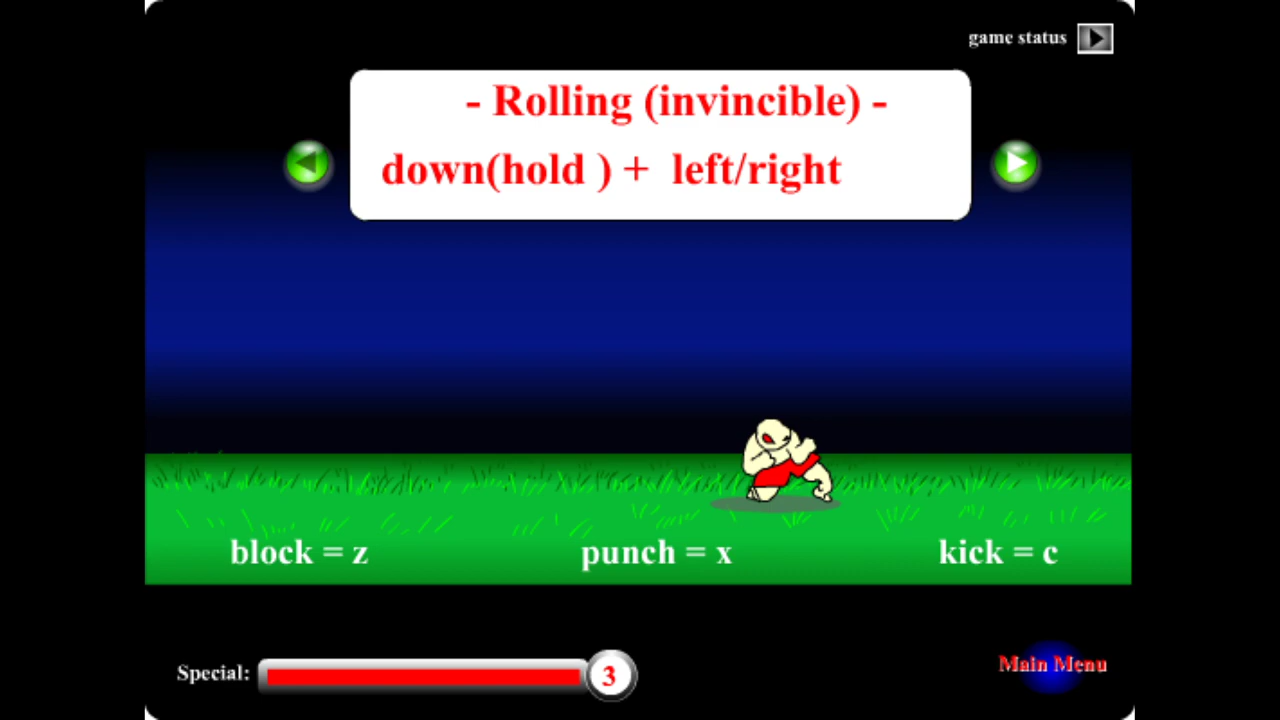 game status
- Rolling (invincible) -
down(hold ) + left/right
block = z
punch = x
kick = c
Special:
3
Main Menu